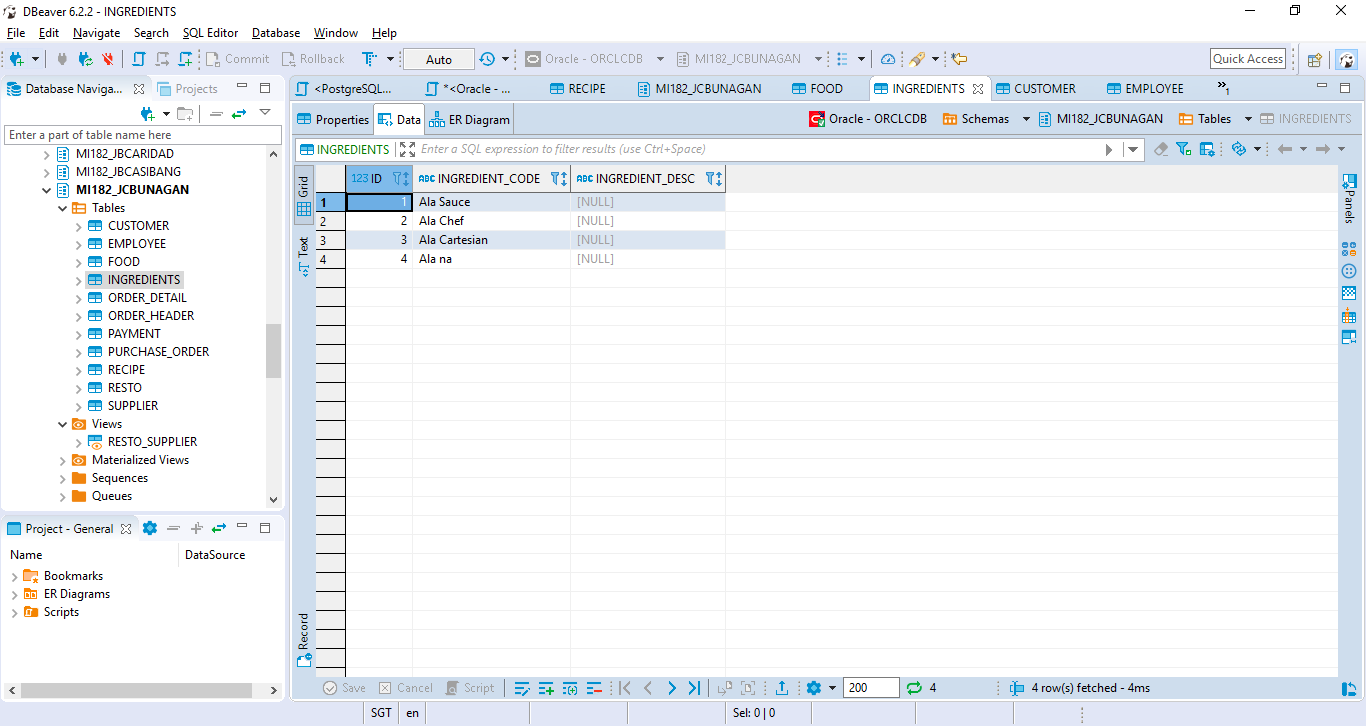 DBeaver 6.2.2 - INGREDIENTS
File Edit Navigate Search SQL Editor Database Window Help
Commit Rollback Auto Oracle - ORCLCDB MI182_JCBUNAGAN Quick Access
Database Naviga... Projects
<PostgreSQL... *<Oracle - ... RECIPE MI182_JCBUNAGAN FOOD INGREDIENTS CUSTOMER EMPLOYEE »1
Properties Data ER Diagram Oracle - ORCLCDB Schemas MI182_JCBUNAGAN Tables INGREDIENTS
Enter a part of table name here
INGREDIENTS Enter a SQL expression to filter results (use Ctrl+Space)
MI182_JBCARIDAD
MI182_JBCASIBANG
MI182_JCBUNAGAN
Tables
CUSTOMER
EMPLOYEE
FOOD
INGREDIENTS
ORDER_DETAIL
ORDER_HEADER
PAYMENT
PURCHASE_ORDER
RECIPE
RESTO
SUPPLIER
Views
RESTO_SUPPLIER
Materialized Views
Sequences
Queues
Project - General
Name DataSource
Bookmarks
ER Diagrams
Scripts
Grid
Text
Record
123 ID ABC INGREDIENT_CODE ABC INGREDIENT_DESC
1 1 Ala Sauce [NULL]
2 2 Ala Chef [NULL]
3 3 Ala Cartesian [NULL]
4 4 Ala na [NULL]
Panels
Save Cancel Script 200 4 4 row(s) fetched - 4ms
SGT en Sel: 0 | 0